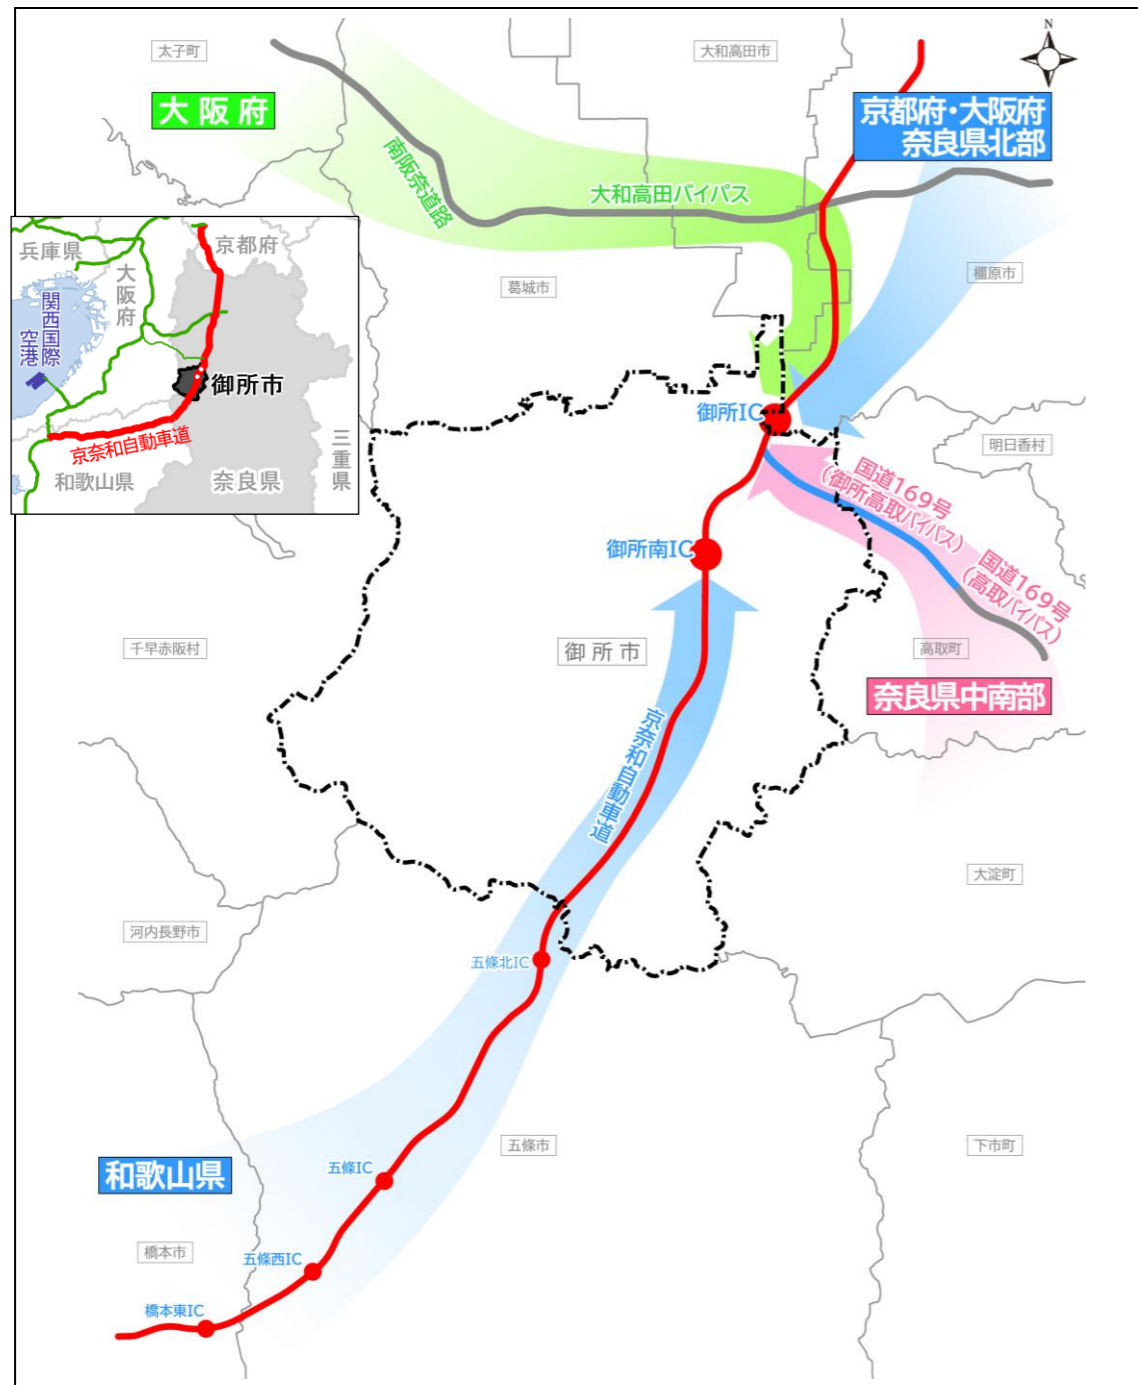 N
太子町
大和高田市
大阪府
京都府・大阪府
奈良県北部
南阪奈道路
大和高田バイパス
橿原市
葛城市
兵庫県
京都府
大阪府
関西国際
空港
御所市
京奈和自動車道
和歌山県
奈良県
三重県
御所IC
明日香村
国道169号
(御所高取バイパス)
国道169号
(高取バイパス)
御所南IC
千早赤阪村
御所市
高取町
奈良県中南部
京奈和自動車道
大淀町
河内長野市
五條北IC
五條市
下市町
和歌山県
五條IC
橋本市
五條西IC
橋本東IC